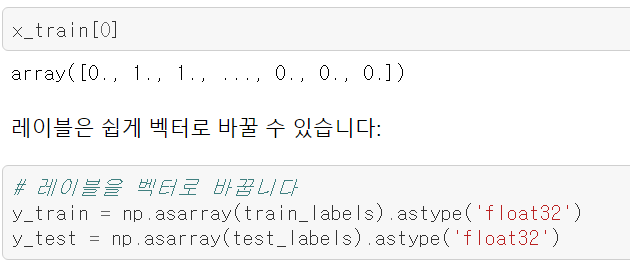 x_train[0]
array([0., 1., 1., ..., 0., 0., 0.])
레이블은 쉽게 벡터로 바꿀 수 있습니다:
# 레이블을 벡터로 바꿉니다
y_train = np.asarray(train_labels).astype('float32')
y_test = np.asarray(test_labels).astype('float32')